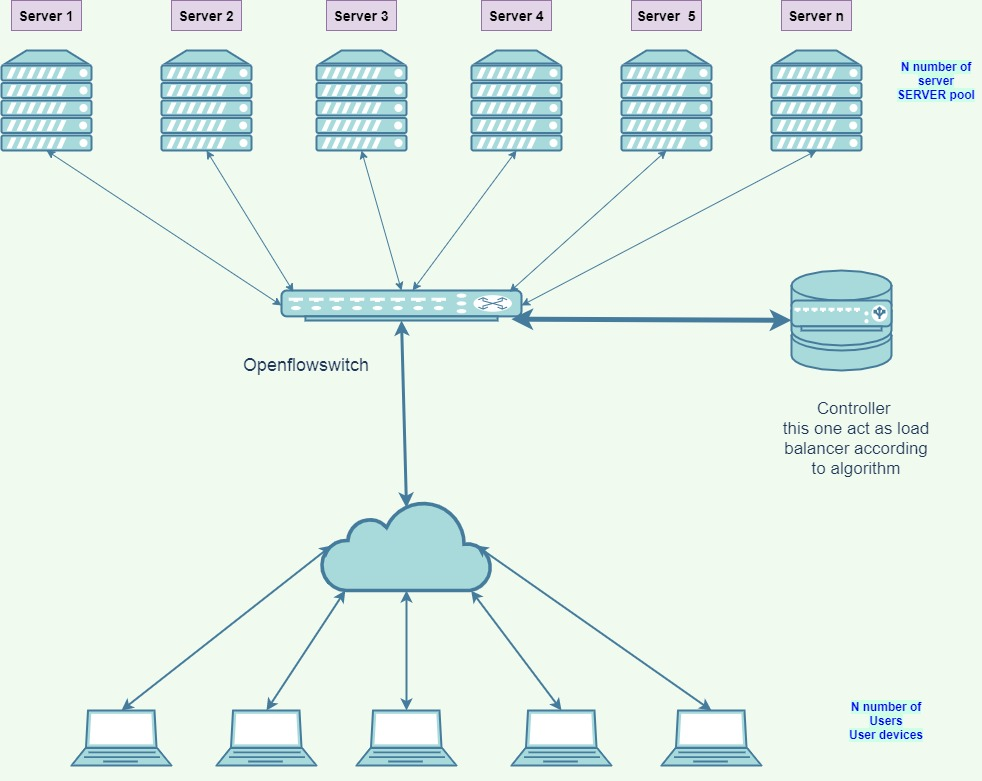 Server 1
Server 2
Server 3
Server 4
Server  5
Server n
N number of
server
SERVER pool
Openflowswitch
Controller
this one act as load
balancer according
to algorithm
N number of
Users
User devices